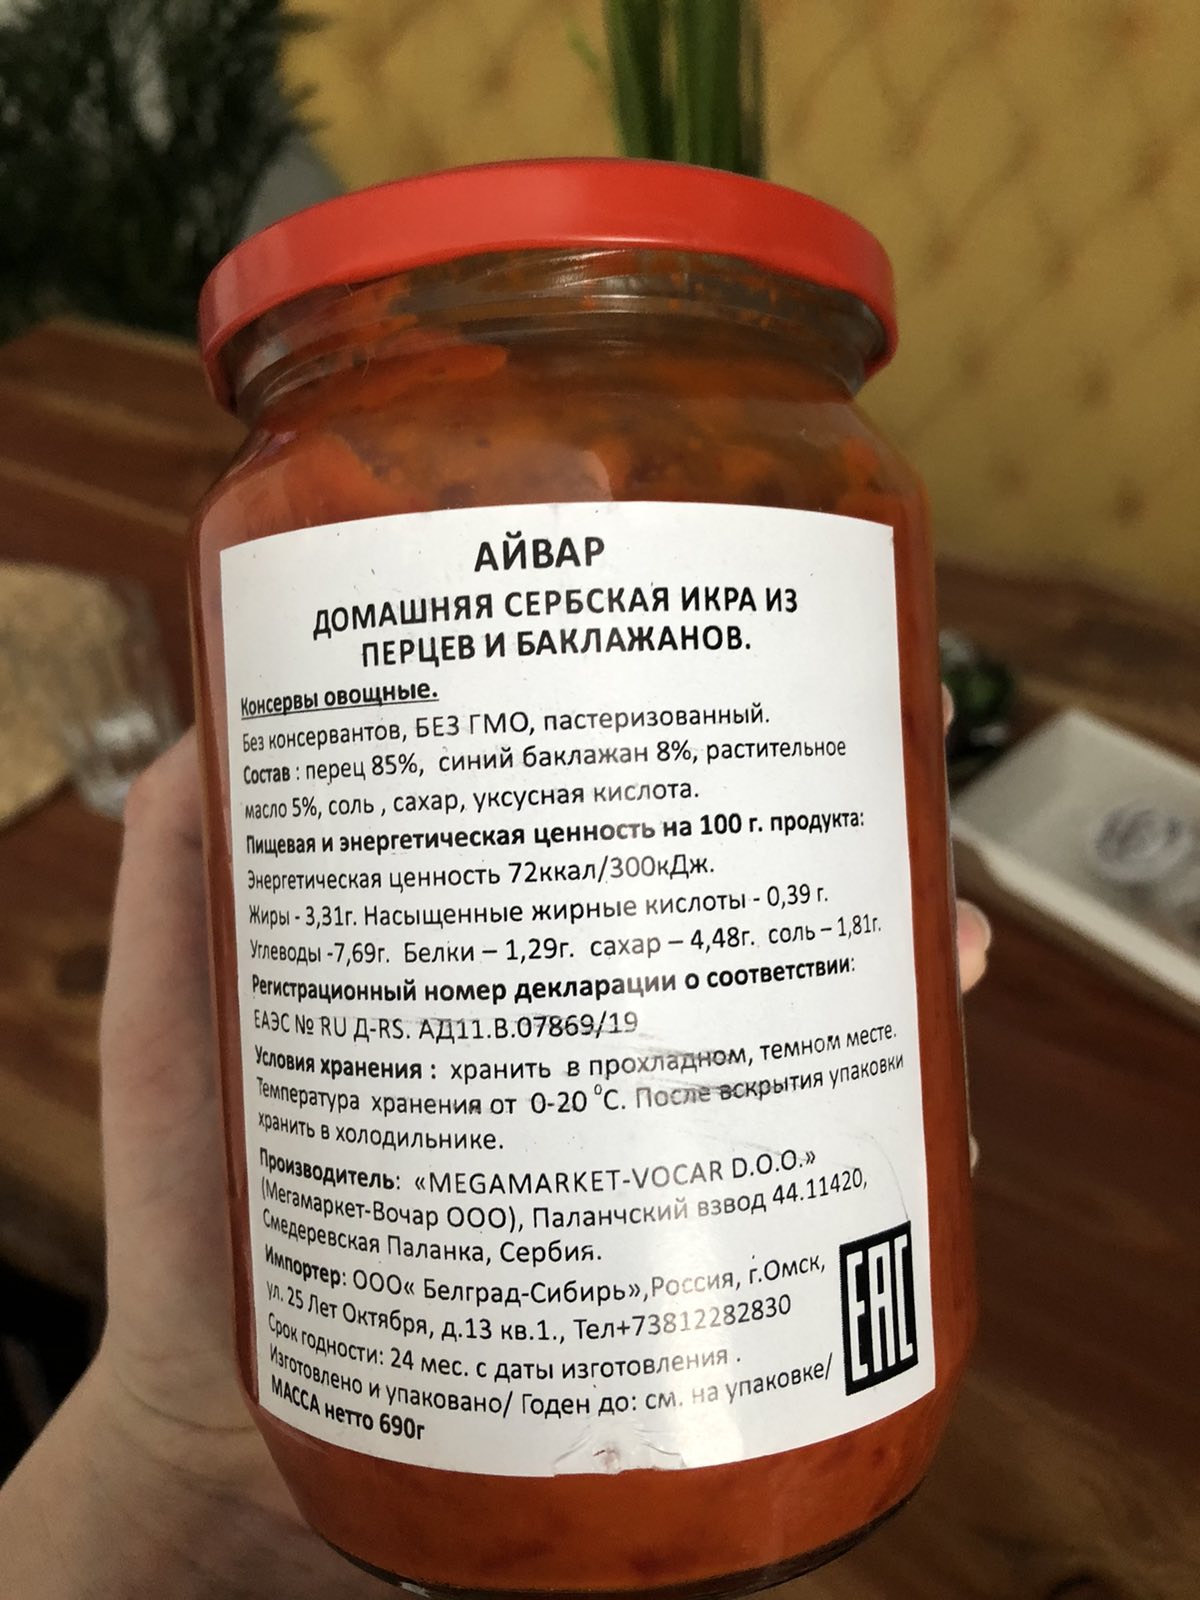 АЙВАР
ДОМАШНЯЯ СЕРБСКАЯ ИКРА ИЗ
ПЕРЦЕВ И БАКЛАЖАНОВ.
Консервы овощные.
Без консервантов, БЕЗ ГМО, пастеризованный.
Состав : перец 85%, синий баклажан 8%, растительное
масло 5%, соль , сахар, уксусная кислота.
Пищевая и энергетическая ценность на 100 г. продукта:
Энергетическая ценность 72ккал/300кДж.
Жиры - 3,31г. Насыщенные жирные кислоты - 0,39 г.
Углеводы -7,69г. Белки – 1,29г. сахар – 4,48г. соль – 1,81г.
Регистрационный номер декларации о соответствии:
ЕАЭС № RU Д-RS. АД11.В.07869/19
Условия хранения : хранить в прохладном, темном месте.
Температура хранения от 0-20 °С. После вскрытия упаковки
хранить в холодильнике.
Производитель: «MEGAMARKET-VOCAR D.O.O.»
(Мегамаркет-Вочар ООО), Паланчский взвод 44.11420,
Смедеревская Паланка, Сербия.
Импортер: ООО« Белград-Сибирь»,Россия, г.Омск,
ул. 25 Лет Октября, д.13 кв.1., Тел+73812282830
Срок годности: 24 мес. с даты изготовления .
Изготовлено и упаковано/ Годен до: см. на упаковке/
МАССА нетто 690г
ЕАС